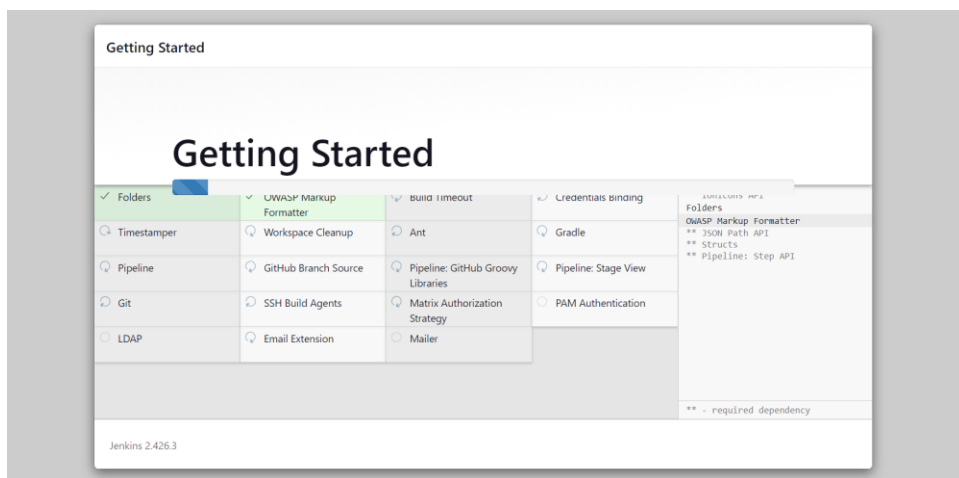 Getting Started
Getting Started
Folders
OWASP Markup
Formatter
Build Timeout
Credentials Binding
Timestamper
Workspace Cleanup
Ant
Gradle
Pipeline
GitHub Branch Source
Pipeline: GitHub Groovy
Libraries
Pipeline: Stage View
Git
SSH Build Agents
Matrix Authorization
Strategy
PAM Authentication
LDAP
Email Extension
Mailer
Ionicons API
Folders
OWASP Markup Formatter
** JSON Path API
** Structs
** Pipeline: Step API
** - required dependency
Jenkins 2.426.3